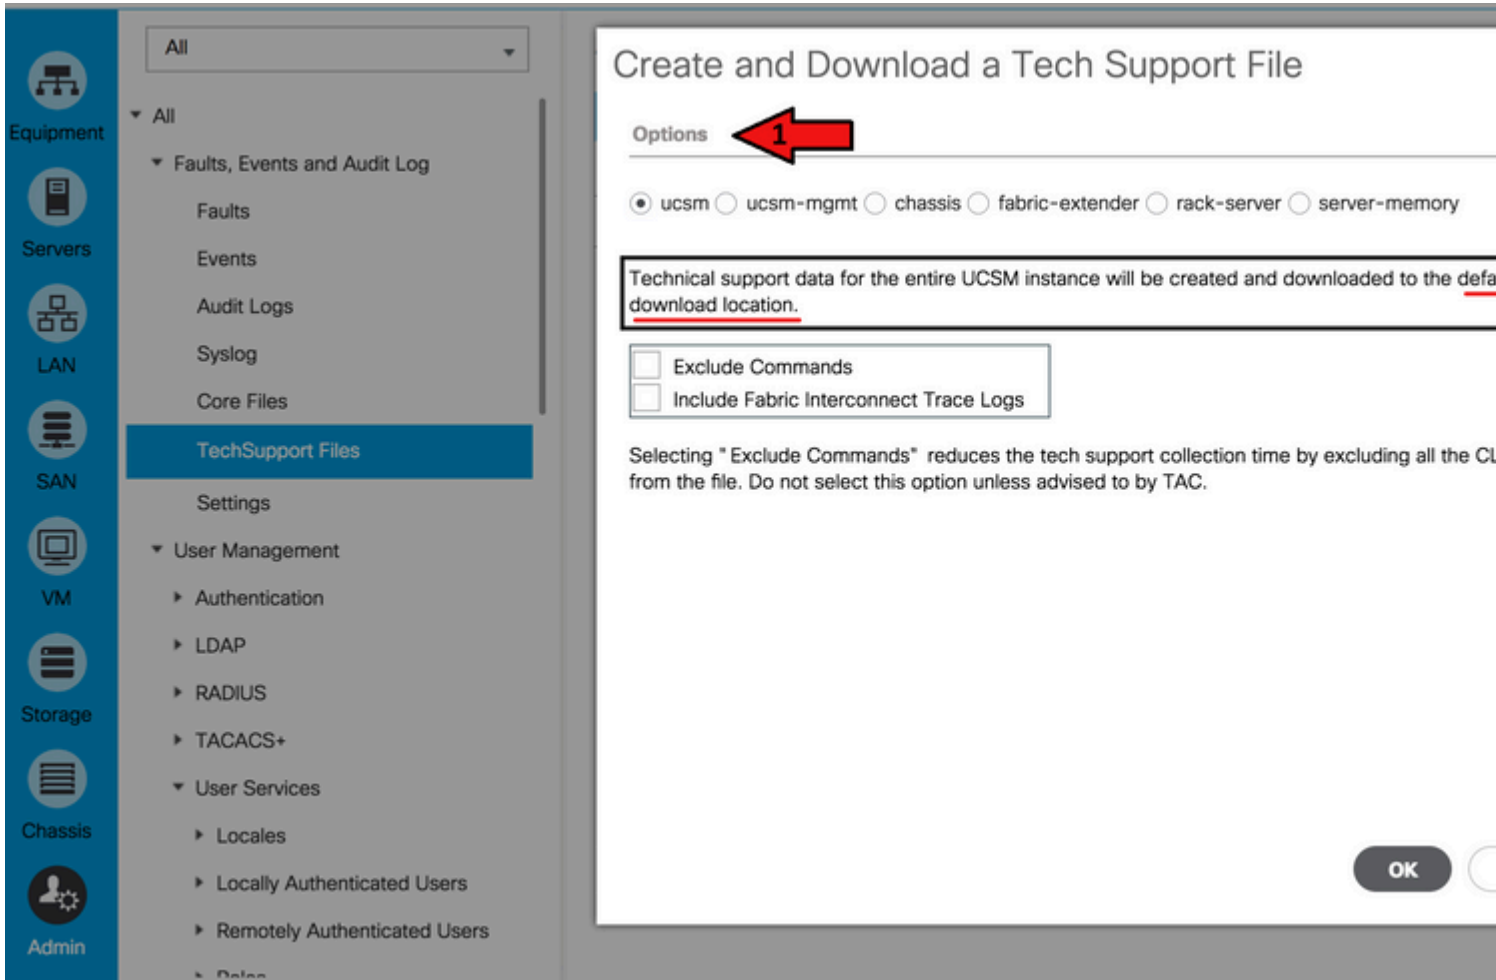 Equipment
Servers
LAN
SAN
VM
Storage
Chassis
Admin
All
All
Faults, Events and Audit Log
Faults
Events
Audit Logs
Syslog
Core Files
TechSupport Files
Settings
User Management
Authentication
LDAP
RADIUS
TACACS+
User Services
Locales
Locally Authenticated Users
Remotely Authenticated Users
Create and Download a Tech Support File
Options
1
ucsm ucsm-mgmt chassis fabric-extender rack-server server-memory
Technical support data for the entire UCSM instance will be created and downloaded to the defa
download location.
Exclude Commands
Include Fabric Interconnect Trace Logs
Selecting "Exclude Commands" reduces the tech support collection time by excluding all the CL
from the file. Do not select this option unless advised to by TAC.
OK